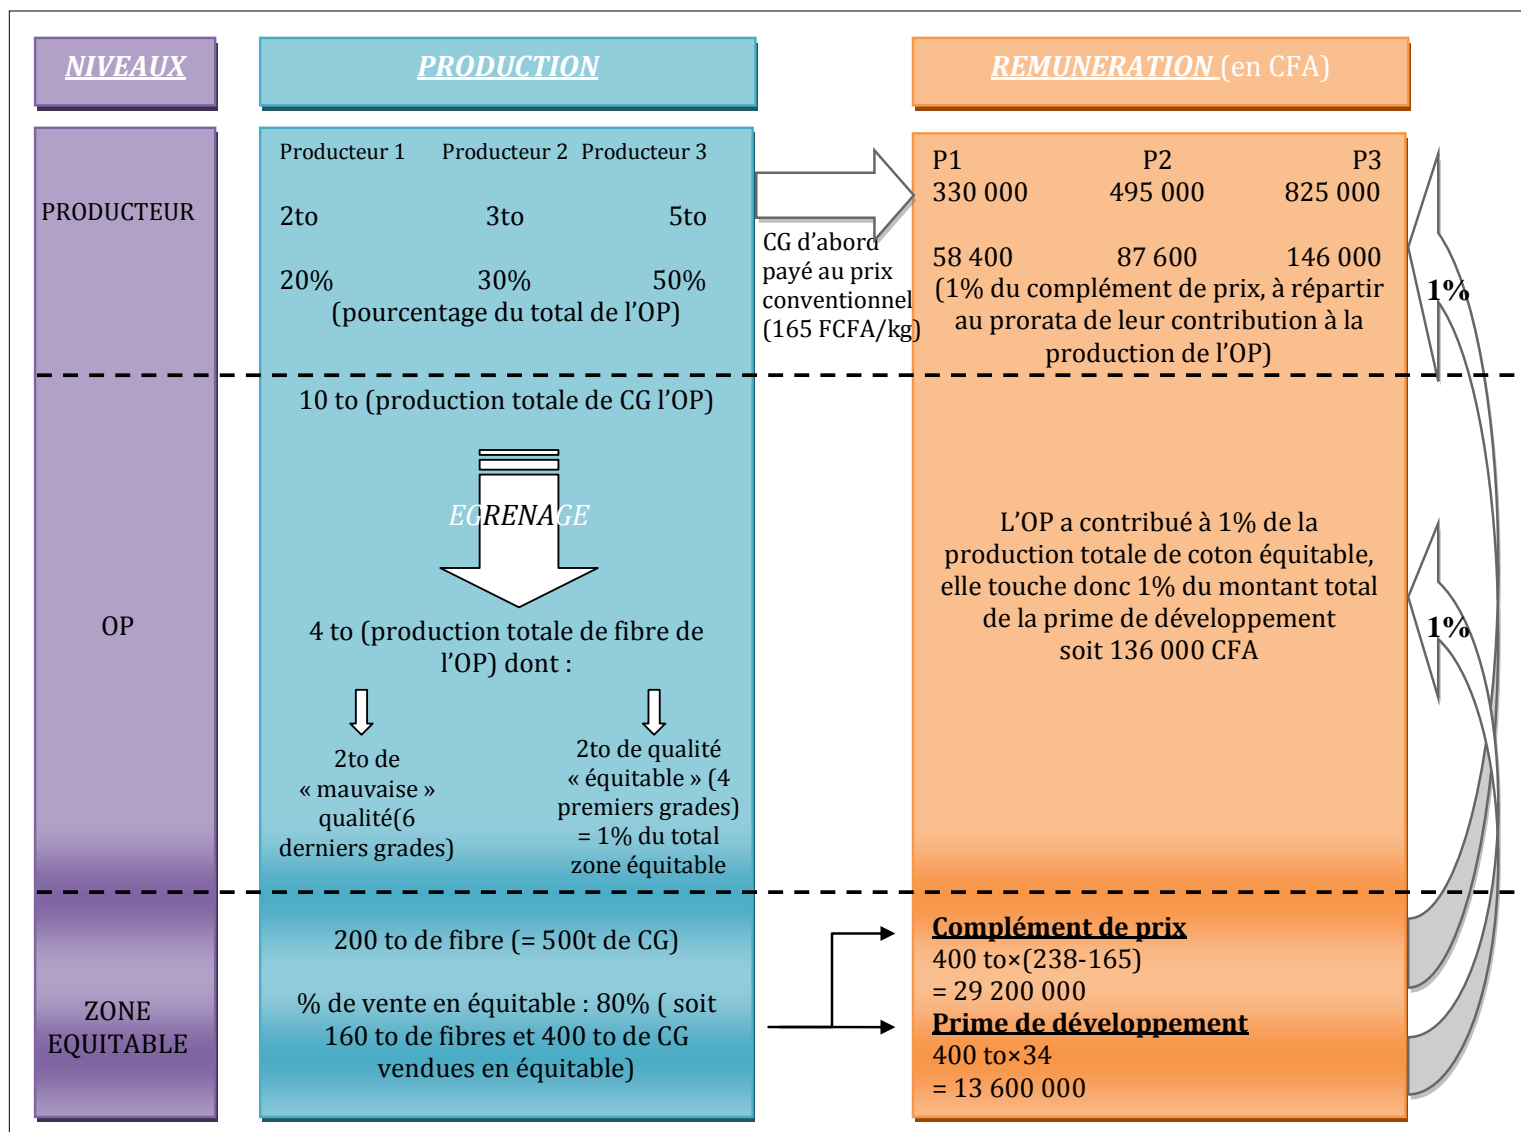 NIVEAUX
PRODUCTION
REMUNERATION (en CFA)
PRODUCTEUR
Producteur 1 Producteur 2 Producteur 3
2to 3to 5to
20% 30% 50%
(pourcentage du total de l’OP)
CG d’abord
payé au prix
conventionnel
(165 FCFA/kg)
P1 P2 P3
330 000 495 000 825 000
58 400 87 600 146 000
(1% du complément de prix, à répartir
au prorata de leur contribution à la
production de l’OP)
1%
OP
10 to (production totale de CG l’OP)
EGRENAGE
4 to (production totale de fibre de
l’OP) dont :
2to de
« mauvaise »
qualité(6
derniers grades)
2to de qualité
« équitable » (4
premiers grades)
= 1% du total
zone équitable
L’OP a contribué à 1% de la
production totale de coton équitable,
elle touche donc 1% du montant total
de la prime de développement
soit 136 000 CFA
1%
ZONE
EQUITABLE
200 to de fibre (= 500t de CG)
% de vente en équitable : 80% ( soit
160 to de fibres et 400 to de CG
vendues en équitable)
Complément de prix
400 to×(238-165)
= 29 200 000
Prime de développement
400 to×34
= 13 600 000